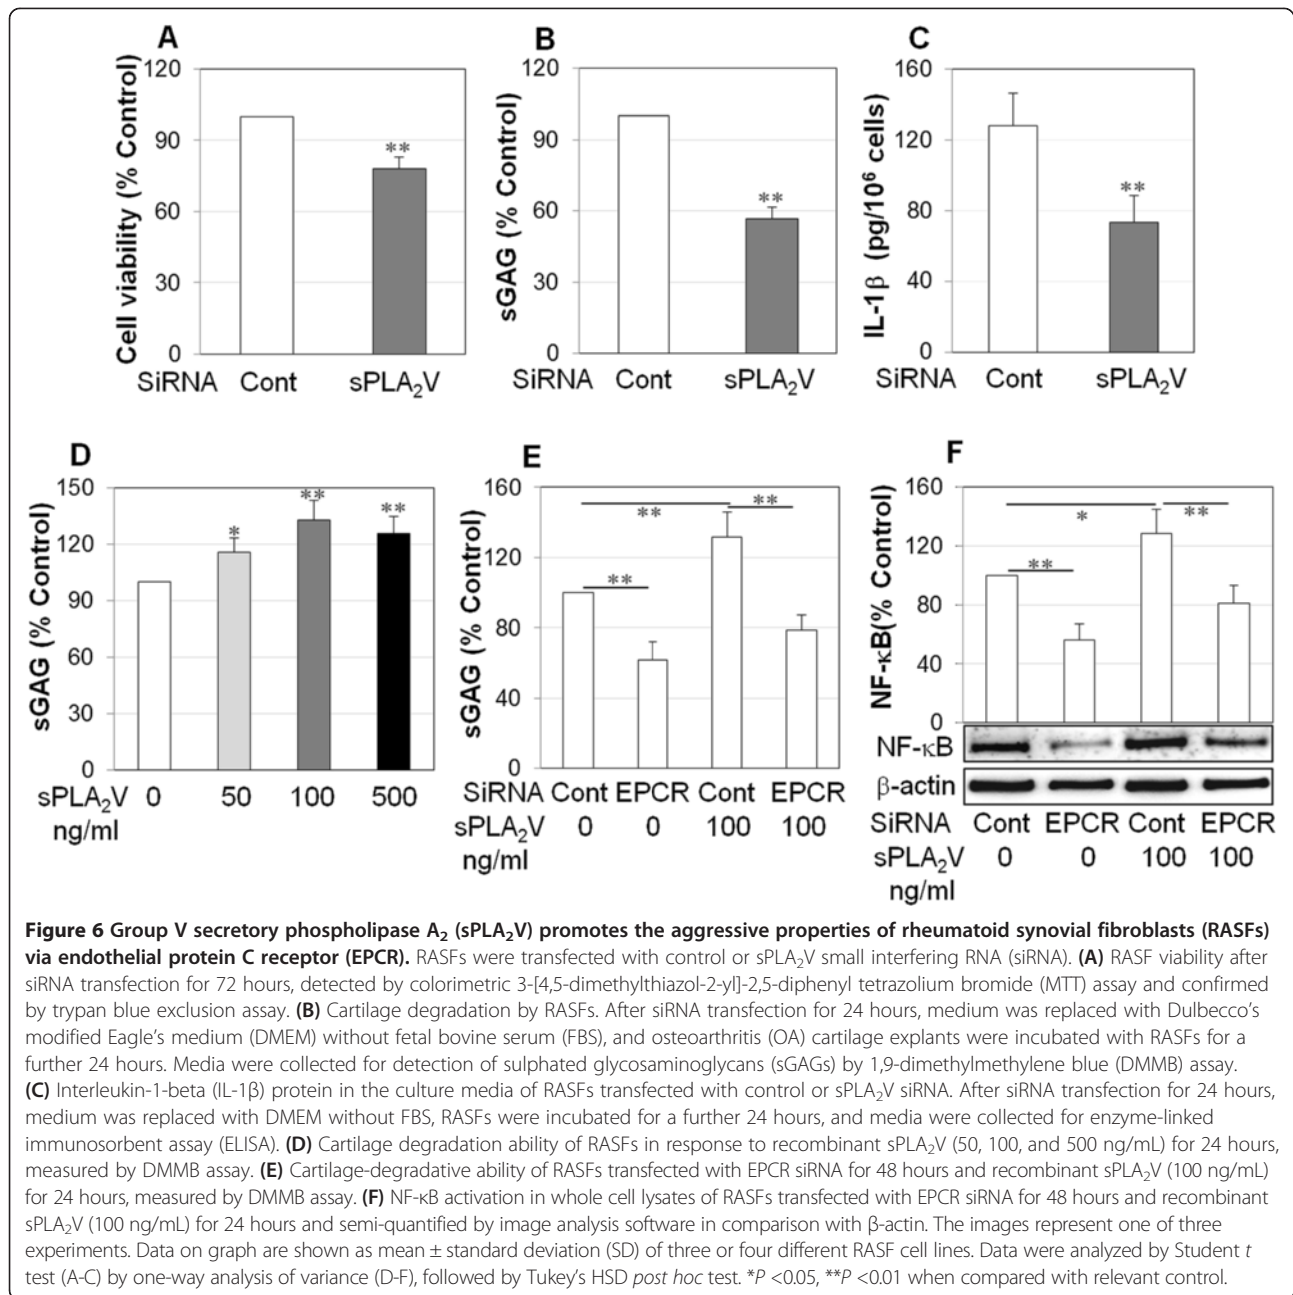 A
120
90
60
30
0
Cell viability (% Control)
**
SiRNA Cont sPLA₂V
B
120
90
60
30
0
sGAG (% Control)
**
SiRNA Cont sPLA₂V
C
160
120
80
40
0
IL-1β (pg/10⁶ cells)
**
Cont sPLA₂V
D
150
120
90
60
30
0
sGAG (% Control)
* ** **
sPLA₂V 0 50 100 500
ng/ml
E
160
120
80
40
0
sGAG (% Control)
** **
**
SiRNA Cont EPCR Cont EPCR
sPLA₂V 0 0 100 100
ng/ml
F
160
120
80
40
0
NF-κB(% Control)
* **
**
NF-κB
β-actin
SiRNA Cont EPCR Cont EPCR
sPLA₂V 0 0 100 100
ng/ml
Figure 6 Group V secretory phospholipase A₂ (sPLA₂V) promotes the aggressive properties of rheumatoid synovial fibroblasts (RASFs)
via endothelial protein C receptor (EPCR). RASFs were transfected with control or sPLA₂V small interfering RNA (siRNA). (A) RASF viability after
siRNA transfection for 72 hours, detected by colorimetric 3-[4,5-dimethylthiazol-2-yl]-2,5-diphenyl tetrazolium bromide (MTT) assay and confirmed
by trypan blue exclusion assay. (B) Cartilage degradation by RASFs. After siRNA transfection for 24 hours, medium was replaced with Dulbecco's
modified Eagle's medium (DMEM) without fetal bovine serum (FBS), and osteoarthritis (OA) cartilage explants were incubated with RASFs for a
further 24 hours. Media were collected for detection of sulphated glycosaminoglycans (sGAGs) by 1,9-dimethylmethylene blue (DMMB) assay.
(C) Interleukin-1-beta (IL-1β) protein in the culture media of RASFs transfected with control or sPLA₂V siRNA. After siRNA transfection for 24 hours,
medium was replaced with DMEM without FBS, RASFs were incubated for a further 24 hours, and media were collected for enzyme-linked
immunosorbent assay (ELISA). (D) Cartilage degradation ability of RASFs in response to recombinant sPLA₂V (50, 100, and 500 ng/mL) for 24 hours,
measured by DMMB assay. (E) Cartilage-degradative ability of RASFs transfected with EPCR siRNA for 48 hours and recombinant sPLA₂V (100 ng/mL)
for 24 hours, measured by DMMB assay. (F) NF-κB activation in whole cell lysates of RASFs transfected with EPCR siRNA for 48 hours and recombinant
sPLA₂V (100 ng/mL) for 24 hours and semi-quantified by image analysis software in comparison with β-actin. The images represent one of three
experiments. Data on graph are shown as mean ± standard deviation (SD) of three or four different RASF cell lines. Data were analyzed by Student t
test (A-C) by one-way analysis of variance (D-F), followed by Tukey's HSD post hoc test. *P <0.05, **P <0.01 when compared with relevant control.